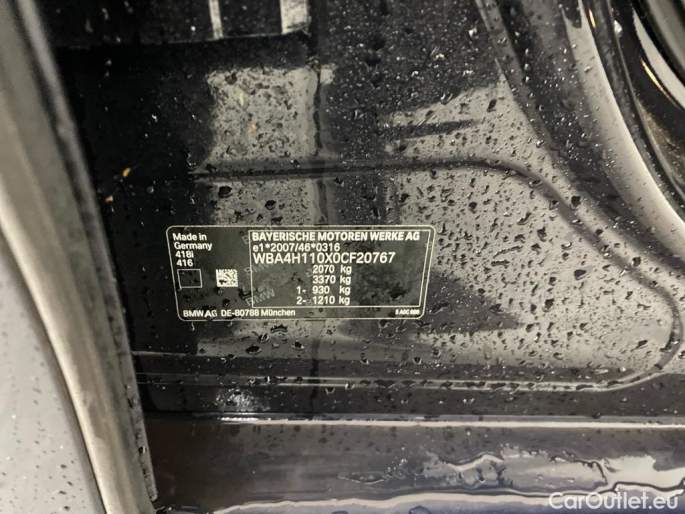 Made in
Germany
418i
416
BAYERISCHE MOTOREN WERKE AG
e1*2007/46*0316
WBA4H110X0CF20767
2070 kg
3370 kg
1- 930 kg
2- 1210 kg
BMW AG DE-80788 München
CarOutlet.eu